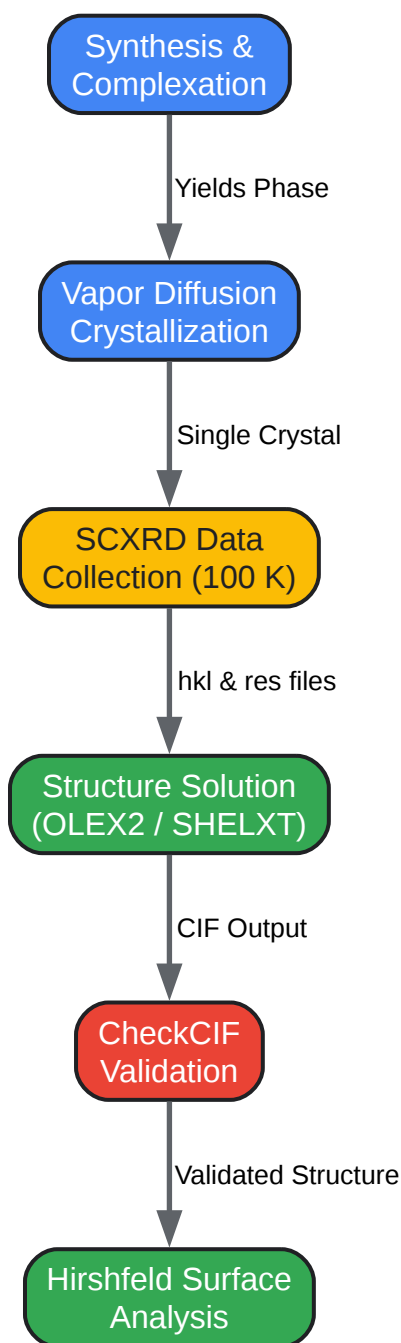 Synthesis &
Complexation
Yields Phase
Vapor Diffusion
Crystallization
Single Crystal
SCXRD Data
Collection (100 K)
hkl & res files
Structure Solution
(OLEX2 / SHELXT)
CIF Output
CheckCIF
Validation
Validated Structure
Hirshfeld Surface
Analysis